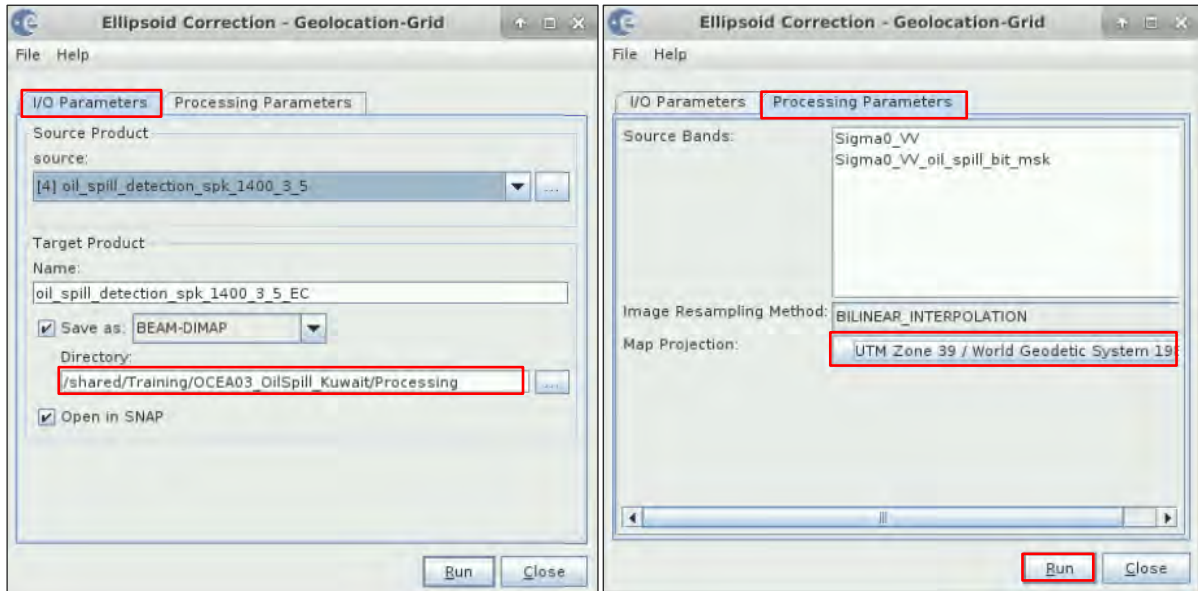 Ellipsoid Correction - Geolocation-Grid
File Help
I/O Parameters Processing Parameters
Source Product
source:
[4] oil_spill_detection_spk_1400_3_5
...
Target Product
Name:
oil_spill_detection_spk_1400_3_5_EC
Save as: BEAM-DIMAP
Directory:
/shared/Training/OCEA03_OilSpill_Kuwait/Processing
...
Open in SNAP
Run Close
Ellipsoid Correction - Geolocation-Grid
File Help
I/O Parameters Processing Parameters
Source Bands:
Sigma0_VV
Sigma0_VV_oil_spill_bit_msk
Image Resampling Method: BILINEAR_INTERPOLATION
Map Projection: UTM Zone 39 / World Geodetic System 198
Run Close